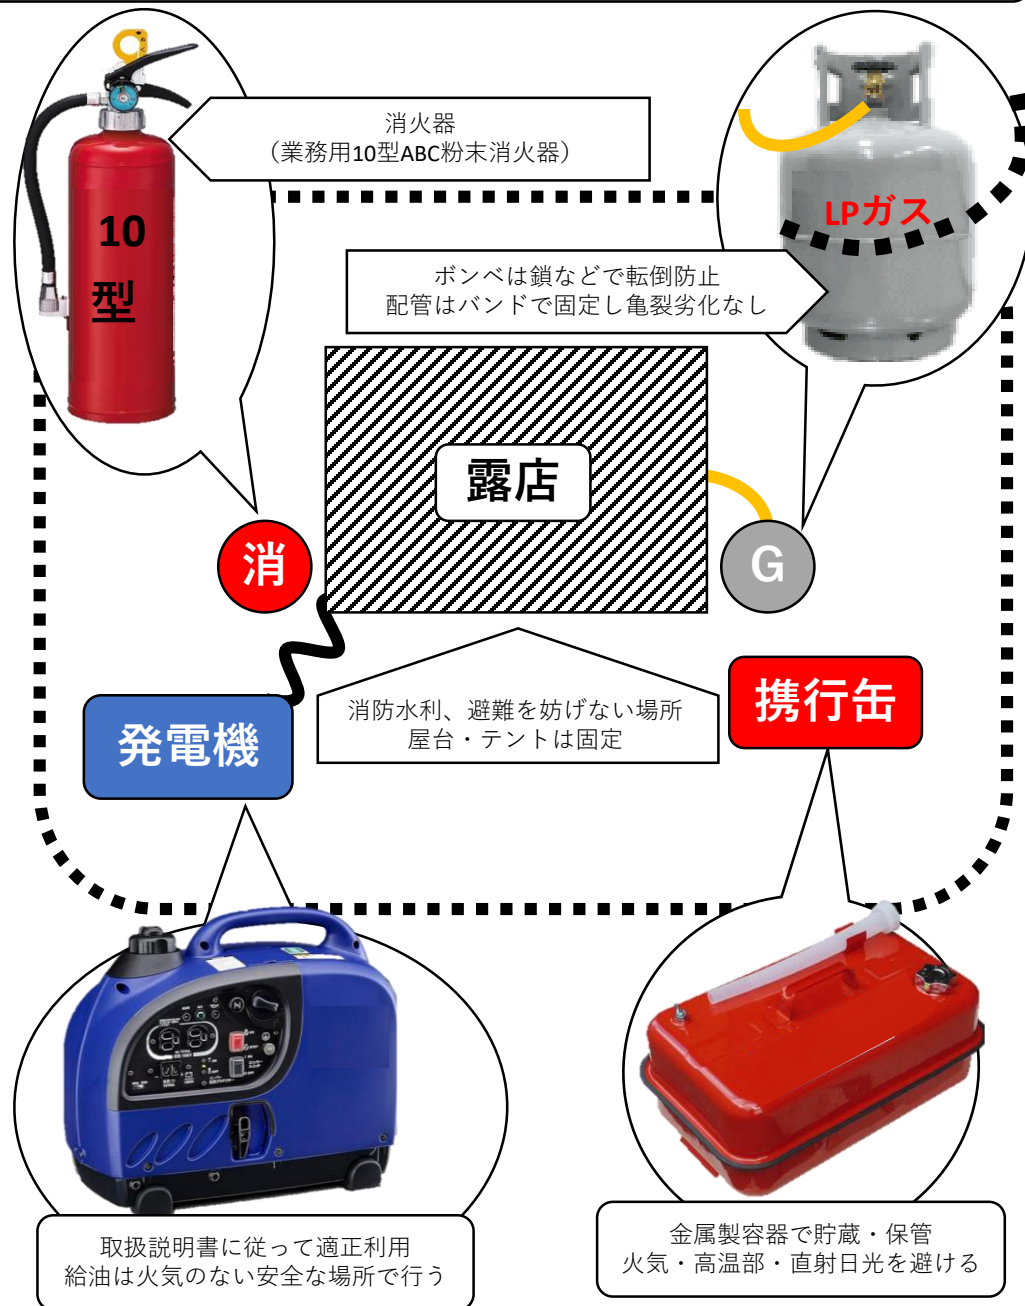 消火器
（業務用10型ABC粉末消火器）
10
型
LPガス
ボンベは鎖などで転倒防止
配管はバンドで固定し亀裂劣化なし
露店
消
G
発電機
消防水利、避難を妨げない場所
屋台・テントは固定
携行缶
取扱説明書に従って適正利用
給油は火気のない安全な場所で行う
金属製容器で貯蔵・保管
火気・高温部・直射日光を避ける